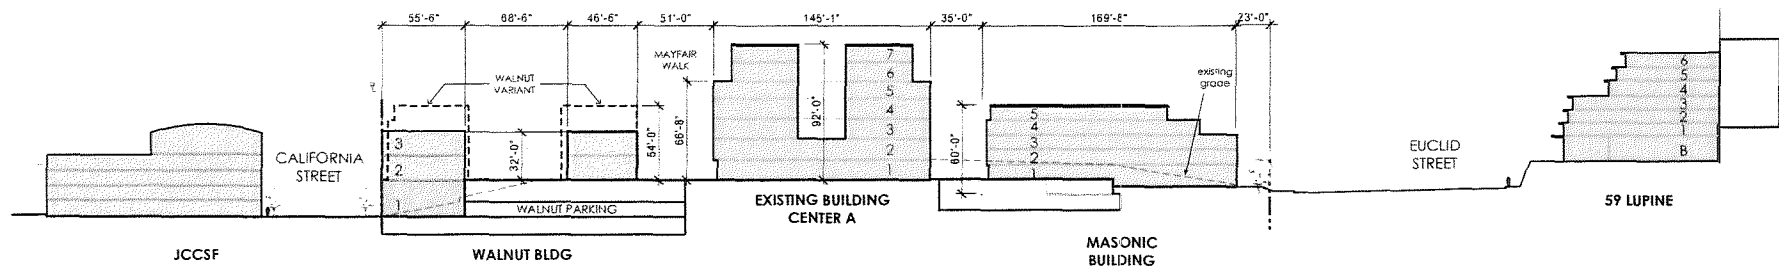 55'-6"
68'-6"
46'-6"
51'-0"
145'-1"
35'-0"
169'-8"
23'-0"
MAYFAIR
WALK
WALNUT
VARIANT
existing
grade
7
6
5
4
3
2
1
92'-0"
66'-8"
54'-0"
32'-0"
60'-0"
3
2
1
5
4
3
2
1
6
5
4
3
2
1
B
CALIFORNIA
STREET
EUCLID
STREET
WALNUT PARKING
EXISTING BUILDING
CENTER A
59 LUPINE
JCCSF
WALNUT BLDG
MASONIC
BUILDING